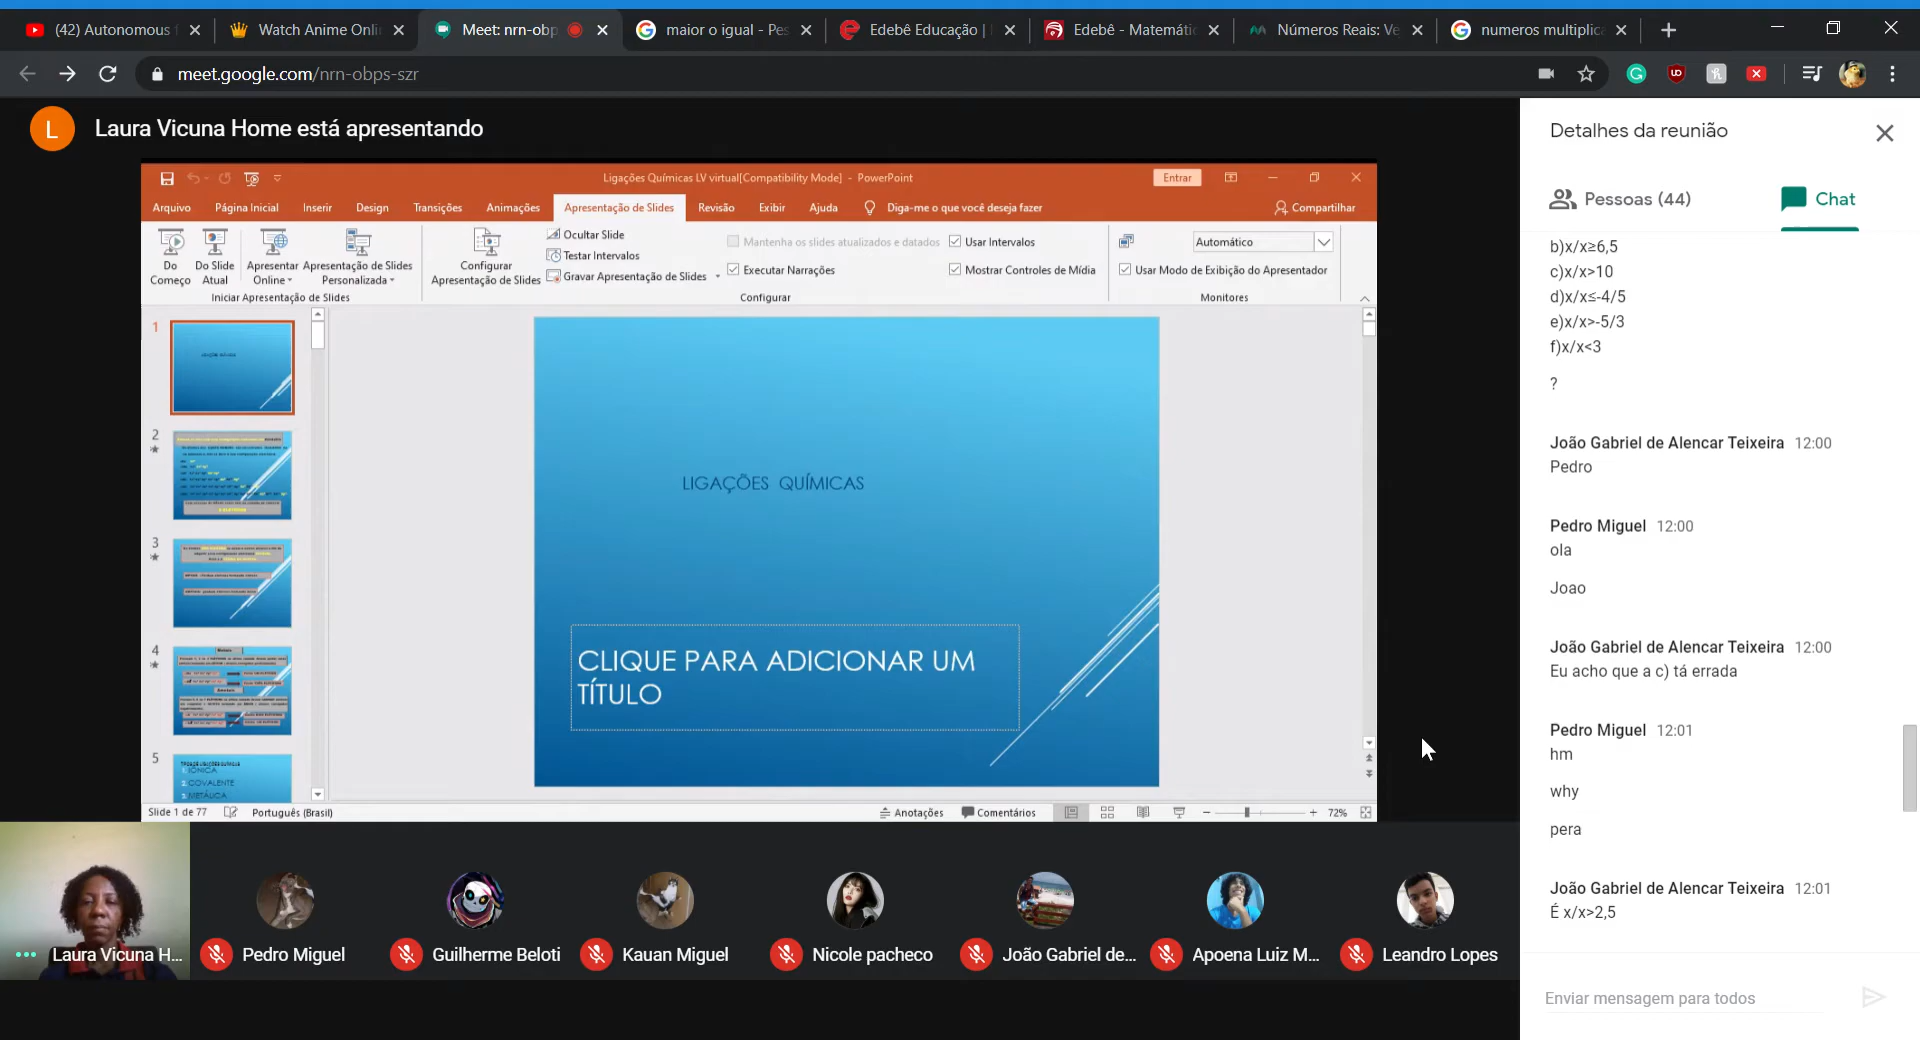 (42) Autonomous
Watch Anime Onli
Meet: nrn-obp
maior o igual - Pes
Edebê Educação |
Edebê - Matemátic
Números Reais: Ve
numeros multiplica
meet.google.com/nrn-obps-szr
L
Laura Vicuna Home está apresentando
Ligações Químicas LV virtual[Compatibility Mode] - PowerPoint
Entrar
Arquivo
Página Inicial
Inserir
Design
Transições
Animações
Apresentação de Slides
Revisão
Exibir
Ajuda
Diga-me o que você deseja fazer
Compartilhar
Do
Começo
Do Slide
Atual
Apresentar
Online
Apresentação de Slides
Personalizada
Iniciar Apresentação de Slides
Configurar
Apresentação de Slides
Ocultar Slide
Testar Intervalos
Gravar Apresentação de Slides
Mantenha os slides atualizados e datados
Executar Narrações
Usar Intervalos
Mostrar Controles de Mídia
Configurar
Automático
Usar Modo de Exibição do Apresentador
Monitores
1
2
3
4
5
IÔNICA
COVALENTE
METÁLICA
LIGAÇÕES QUÍMICAS
CLIQUE PARA ADICIONAR UM
TÍTULO
Slide 1 de 77
Português (Brasil)
Anotações
Comentários
72%
Laura Vicuna H...
Pedro Miguel
Guilherme Beloti
Kauan Miguel
Nicole pacheco
João Gabriel de...
Apoena Luiz M...
Leandro Lopes
Detalhes da reunião
Pessoas (44)
Chat
b)x/x≥6,5
c)x/x>10
d)x/x≤-4/5
e)x/x>-5/3
f)x/x<3
?
João Gabriel de Alencar Teixeira 12:00
Pedro
Pedro Miguel 12:00
ola
Joao
João Gabriel de Alencar Teixeira 12:00
Eu acho que a c) tá errada
Pedro Miguel 12:01
hm
why
pera
João Gabriel de Alencar Teixeira 12:01
É x/x>2,5
Enviar mensagem para todos